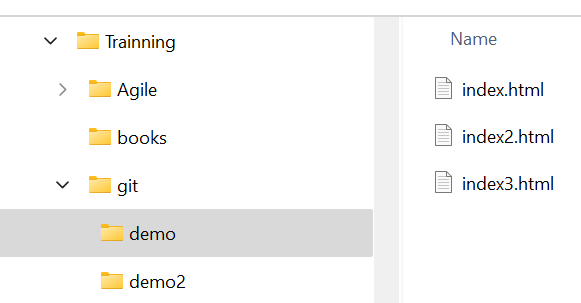 Trainning
Agile
books
git
demo
demo2
Name
index.html
index2.html
index3.html